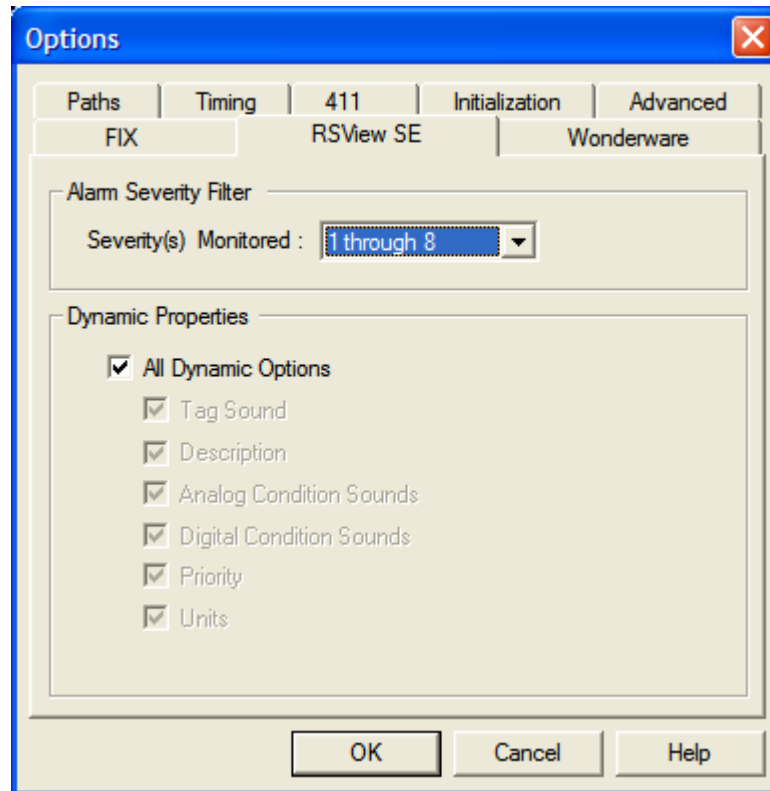 Options
Paths Timing 411 Initialization Advanced
FIX RSView SE Wonderware
Alarm Severity Filter
Severity(s) Monitored : 1 through 8
Dynamic Properties
All Dynamic Options
Tag Sound
Description
Analog Condition Sounds
Digital Condition Sounds
Priority
Units
OK Cancel Help